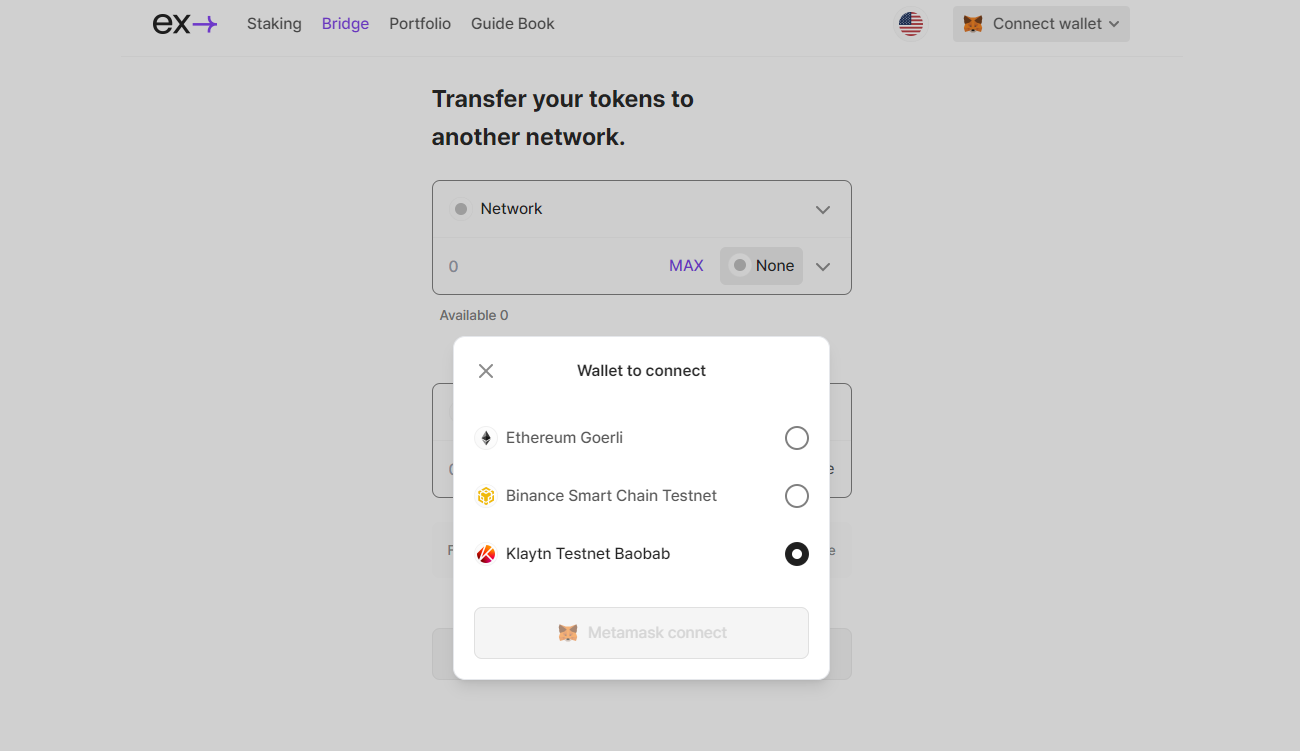 ex
Staking
Bridge
Portfolio
Guide Book
Connect wallet
Transfer your tokens to
another network.
Network
0
MAX
None
Available 0
Wallet to connect
Ethereum Goerli
Binance Smart Chain Testnet
Klaytn Testnet Baobab
Metamask connect